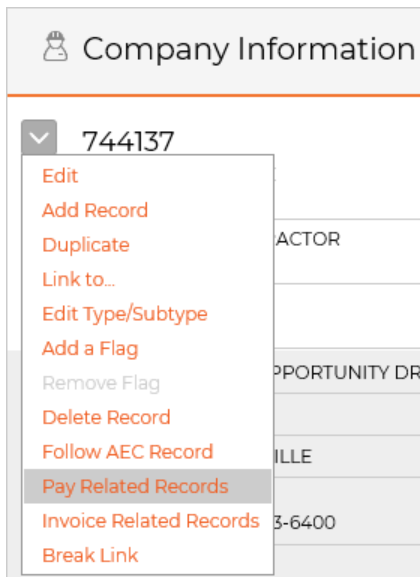 Company Information
744137
Edit
Add Record
Duplicate
ACTOR
Link to...
Edit Type/Subtype
Add a Flag
PPORTUNITY DR
Remove Flag
Delete Record
Follow AEC Record
ILLE
Pay Related Records
Invoice Related Records
3-6400
Break Link